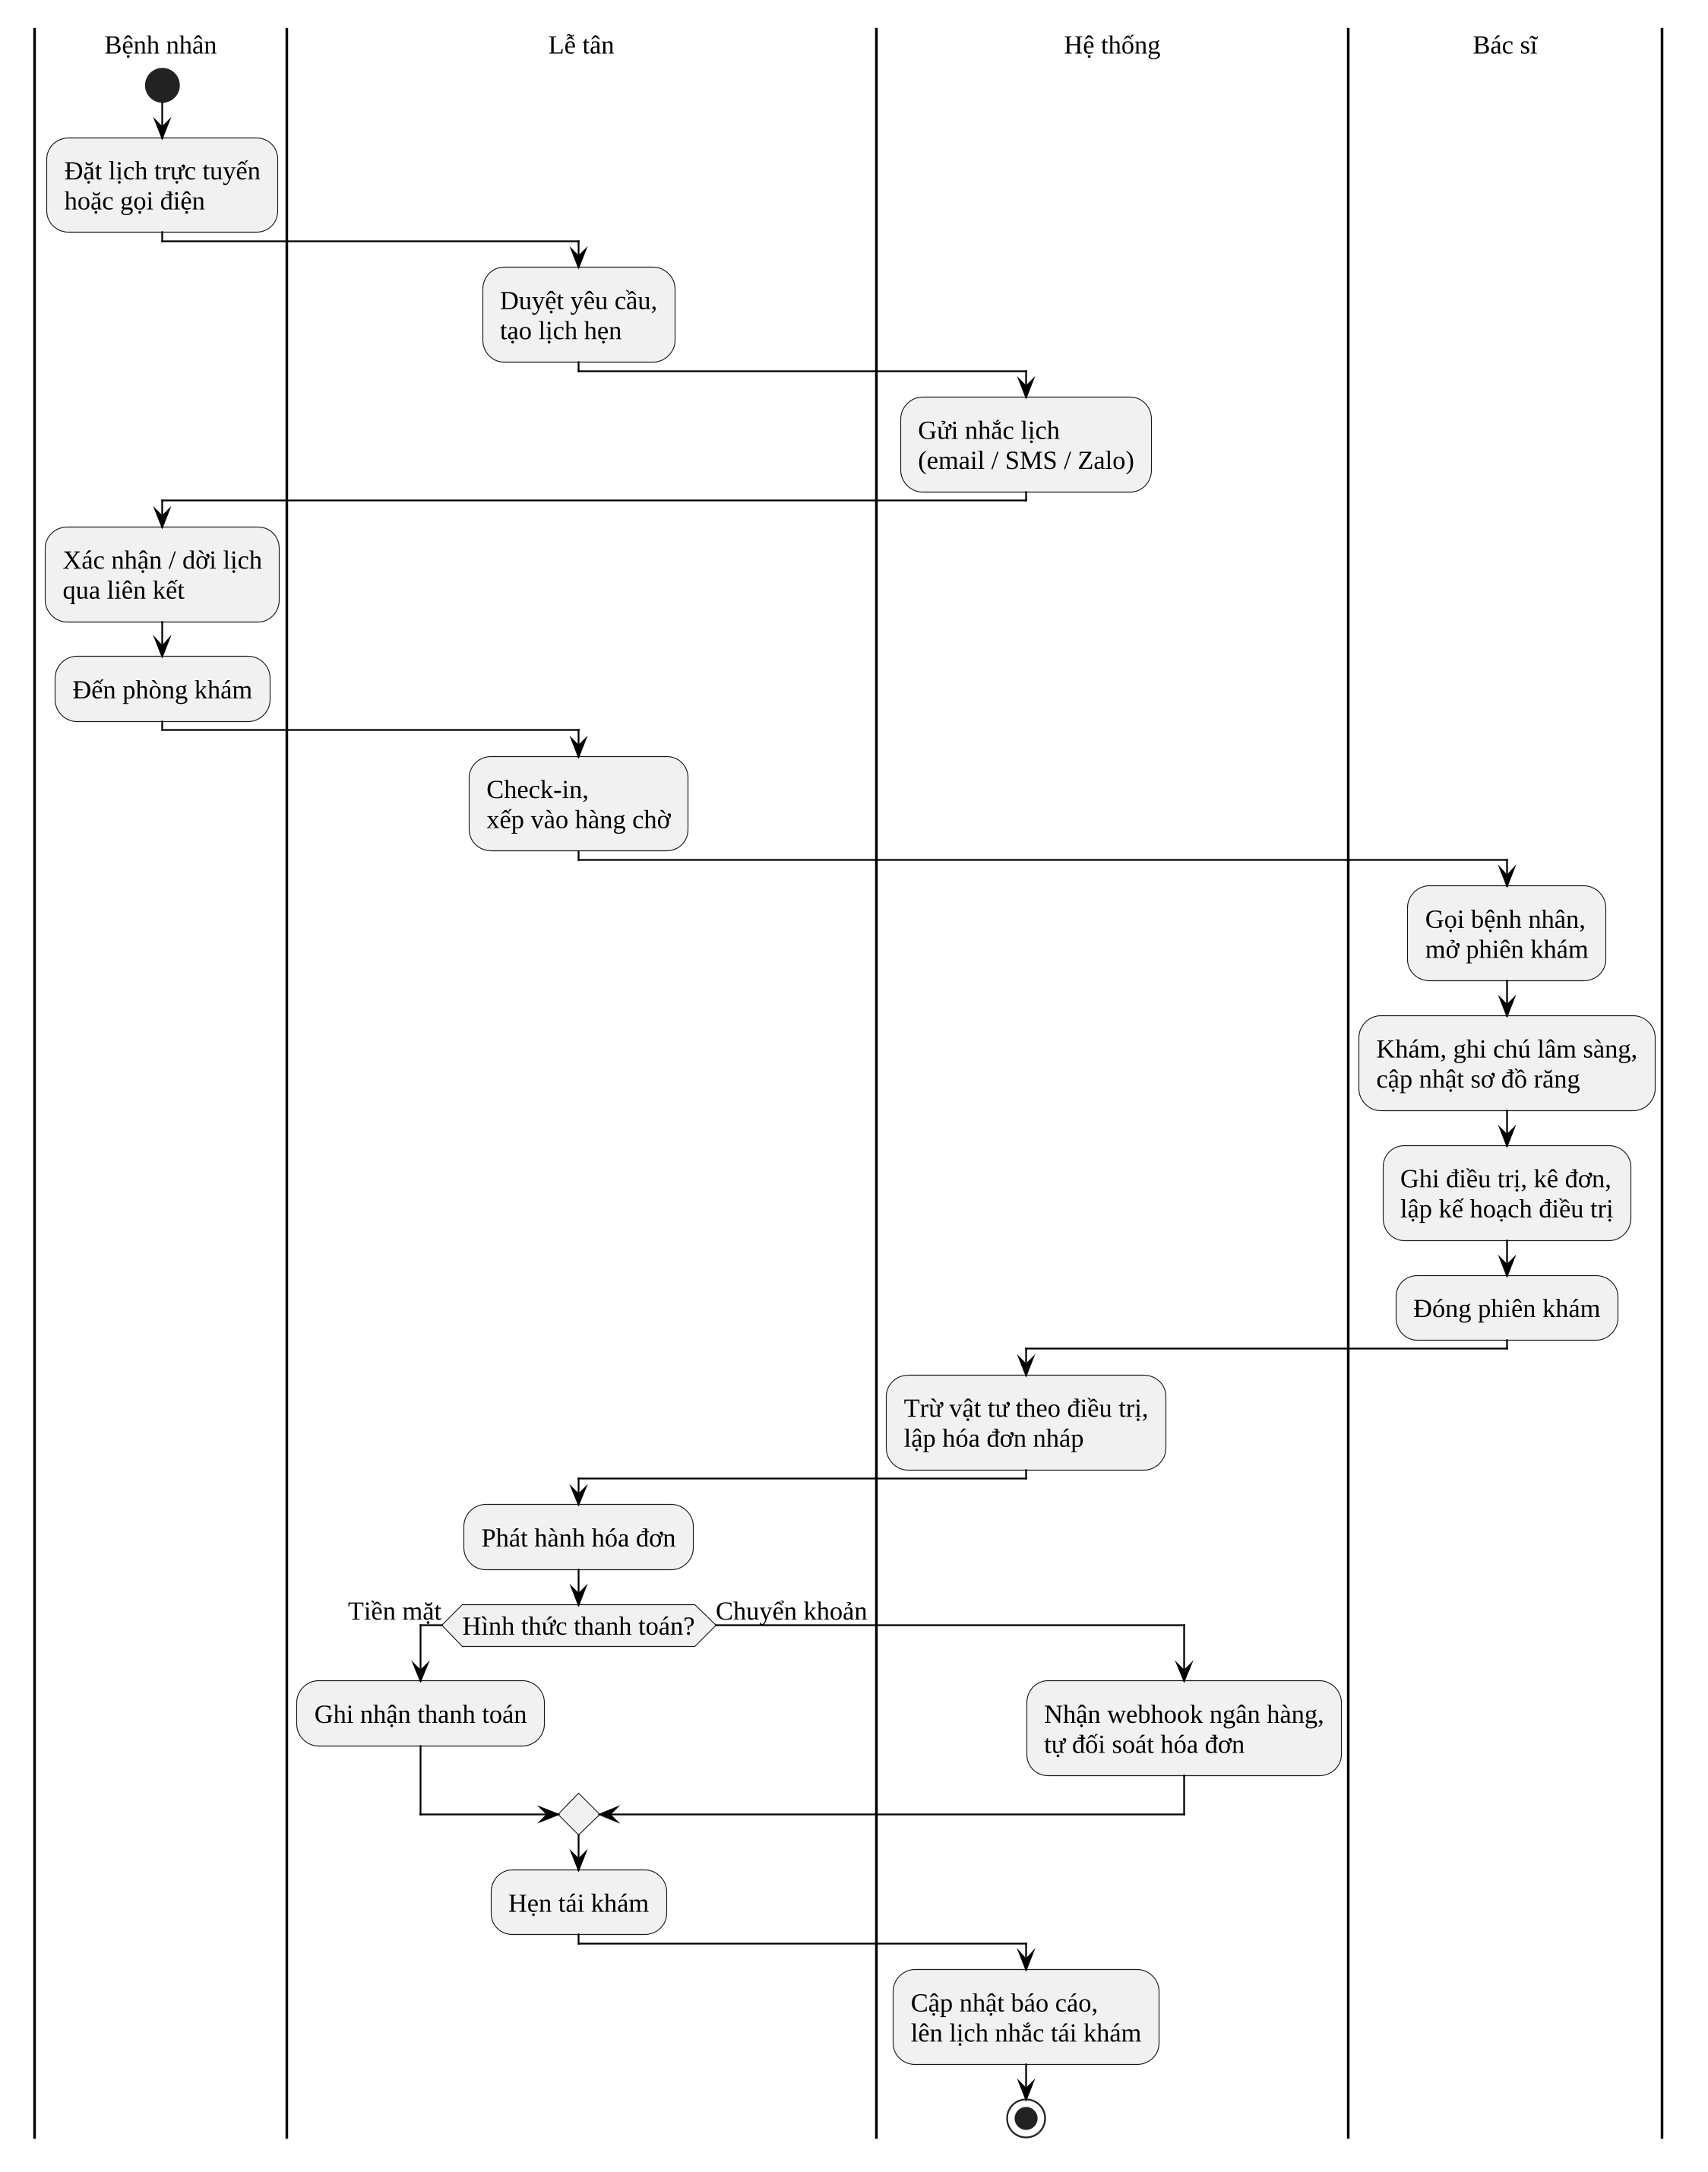 Bệnh nhân
Lễ tân
Hệ thống
Bác sĩ
Đặt lịch trực tuyến
hoặc gọi điện
Duyệt yêu cầu,
tạo lịch hẹn
Gửi nhắc lịch
(email / SMS / Zalo)
Xác nhận / dời lịch
qua liên kết
Đến phòng khám
Check-in,
xếp vào hàng chờ
Gọi bệnh nhân,
mở phiên khám
Khám, ghi chú lâm sàng,
cập nhật sơ đồ răng
Ghi điều trị, kê đơn,
lập kế hoạch điều trị
Đóng phiên khám
Trừ vật tư theo điều trị,
lập hóa đơn nháp
Phát hành hóa đơn
Tiền mặt
Hình thức thanh toán?
Chuyển khoản
Ghi nhận thanh toán
Nhận webhook ngân hàng,
tự đối soát hóa đơn
Hẹn tái khám
Cập nhật báo cáo,
lên lịch nhắc tái khám